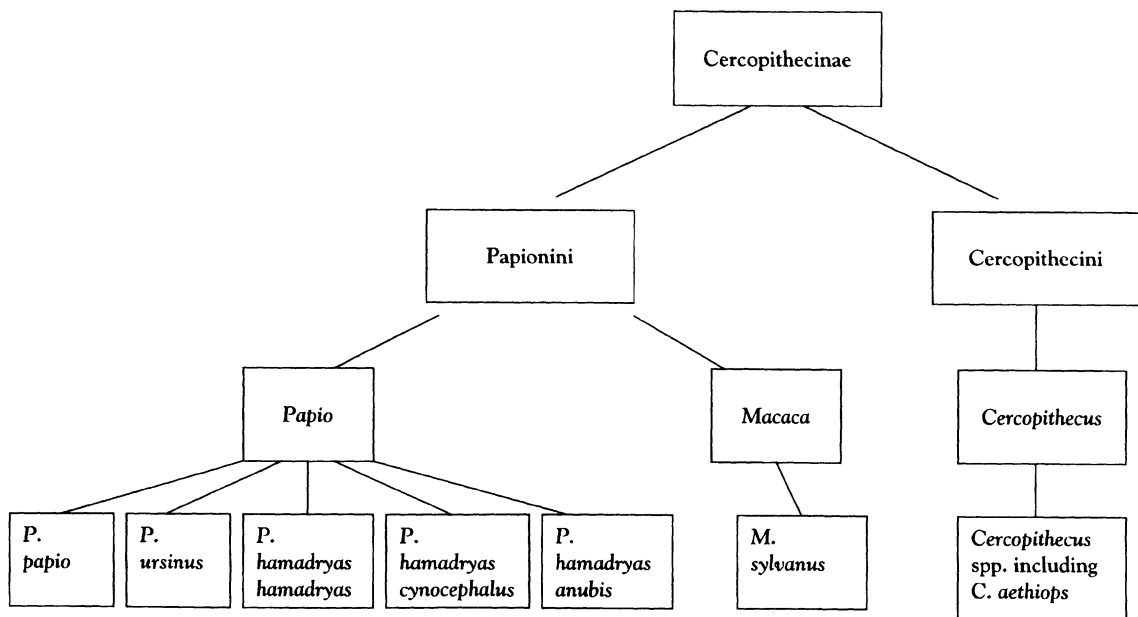 Cercopithecinae
Papionini
Cercopithecini
Papio
Macaca
Cercopithecus
P.
papio
P.
ursinus
P.
hamadryas
hamadryas
P.
hamadryas
cynocephalus
P.
hamadryas
anubis
M.
sylvanus
Cercopithecus
spp. including
C. aethiops